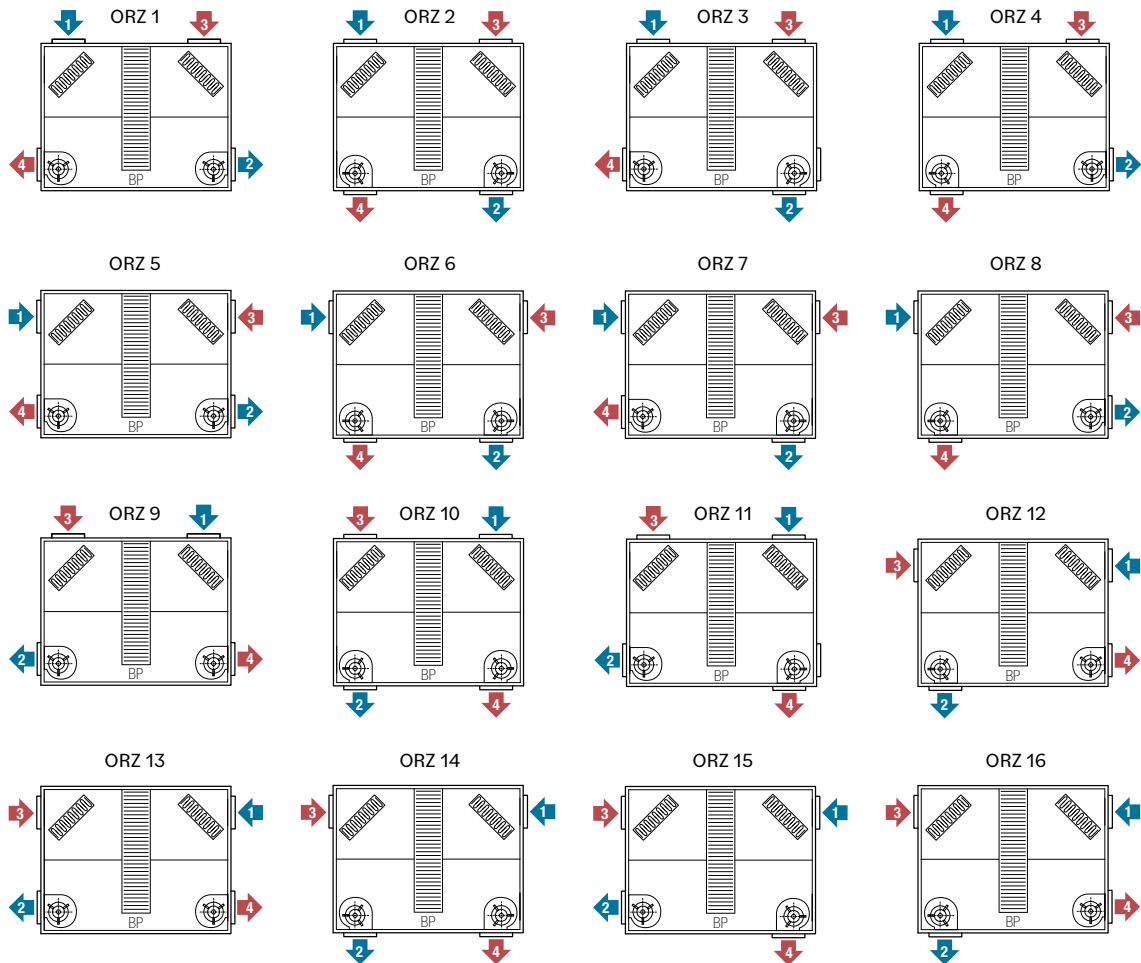 1 ORZ 1 3
1 ORZ 2 3
1 ORZ 3 3
1 ORZ 4 3
4 BP 2
BP
4 2
4 BP
2
BP 2
4
ORZ 5
ORZ 6
ORZ 7
ORZ 8
1 3
1 3
1 3
1 3
4 BP 2
BP
4 2
4 BP
2
BP 2
4
3 ORZ 9 1
3 ORZ 10 1
3 ORZ 11 1
ORZ 12
3 1
2 BP 4
BP
2 4
2 BP
4
BP 4
2
ORZ 13
ORZ 14
ORZ 15
ORZ 16
3 1
3 1
3 1
3 1
2 BP 4
BP
2 4
2 BP
4
BP 4
2